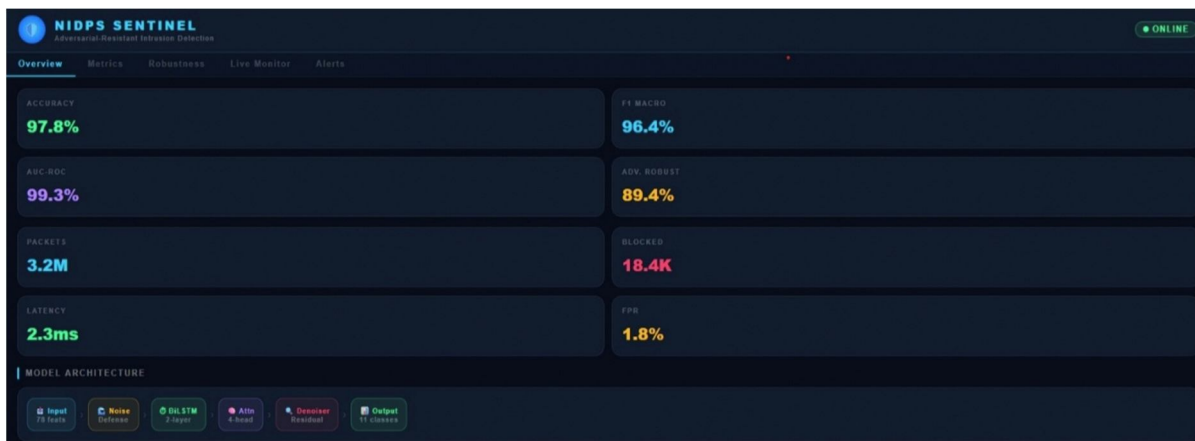 NIDPS SENTINEL
Adversarial-Resistant Intrusion Detection
ONLINE
Overview Metrics Robustness Live Monitor Alerts
ACCURACY
97.8%
F1 MACRO
96.4%
AUC-ROC
99.3%
ADV. ROBUST
89.4%
PACKETS
3.2M
BLOCKED
18.4K
LATENCY
2.3ms
FPR
1.8%
MODEL ARCHITECTURE
Input
78 feats
Noise
Defense
BiLSTM
2-layer
Attn
4-head
Denoiser
Residual
Output
11 classes